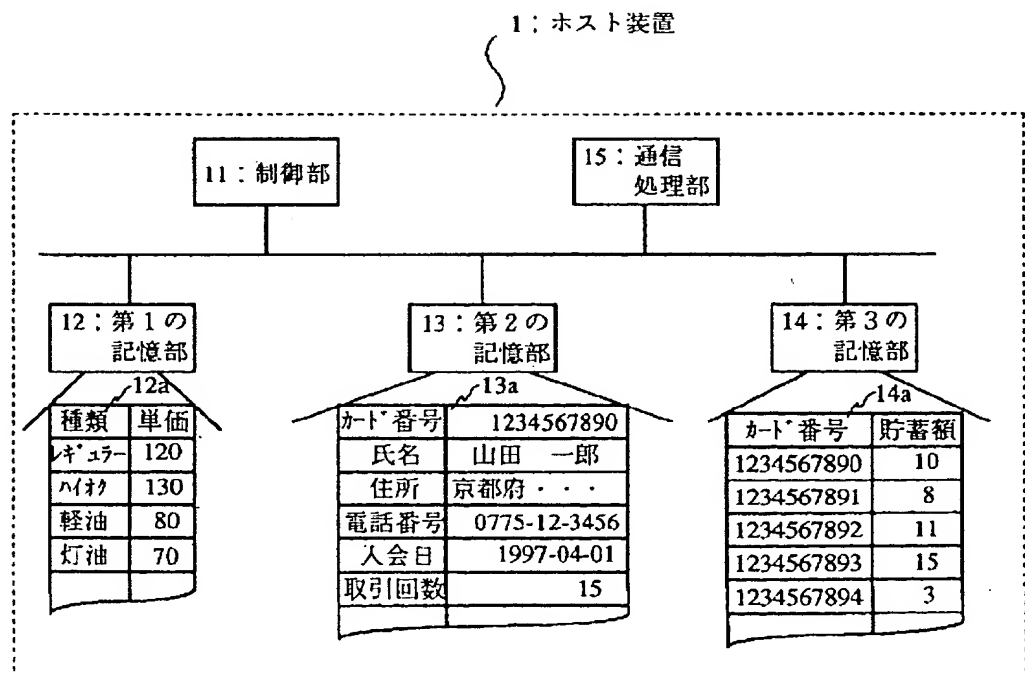 1：ホスト装置
11：制御部
15：通信
処理部
12：第1の
記憶部
13：第2の
記憶部
14：第3の
記憶部
12a
種類 単価
ﾚｷﾞｭﾗｰ 120
ﾊｲｵｸ 130
軽油 80
灯油 70
13a
ｶｰﾄﾞ番号 1234567890
氏名 山田 一郎
住所 京都府・・・
電話番号 0775-12-3456
入会日 1997-04-01
取引回数 15
14a
ｶｰﾄﾞ番号 貯蓄額
1234567890 10
1234567891 8
1234567892 11
1234567893 15
1234567894 3